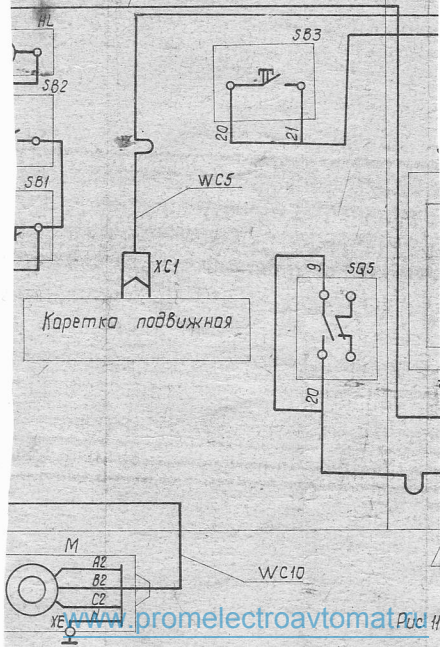 HL
SB3
SB2
20
21
SB1
WC5
XC1
9
SQ5
Каретка подвижная
20
M
A2
B2
WC10
C2
N
XE
www.promelectroavtomat.ru
Рис. 11